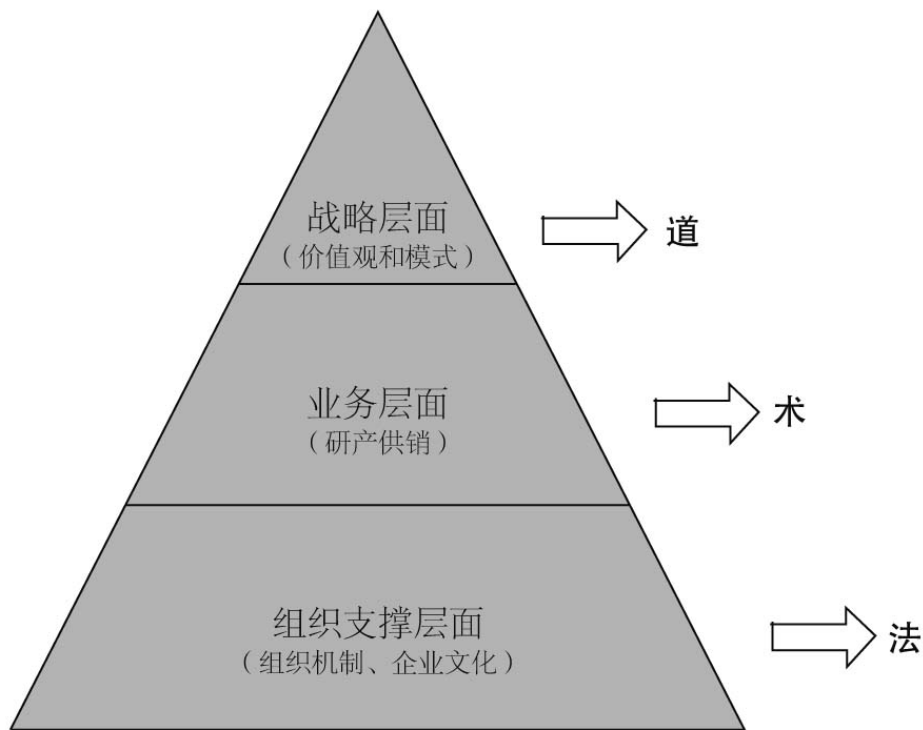 战略层面
（价值观和模式）
道
业务层面
（研产供销）
术
组织支撑层面
（组织机制、企业文化）
法